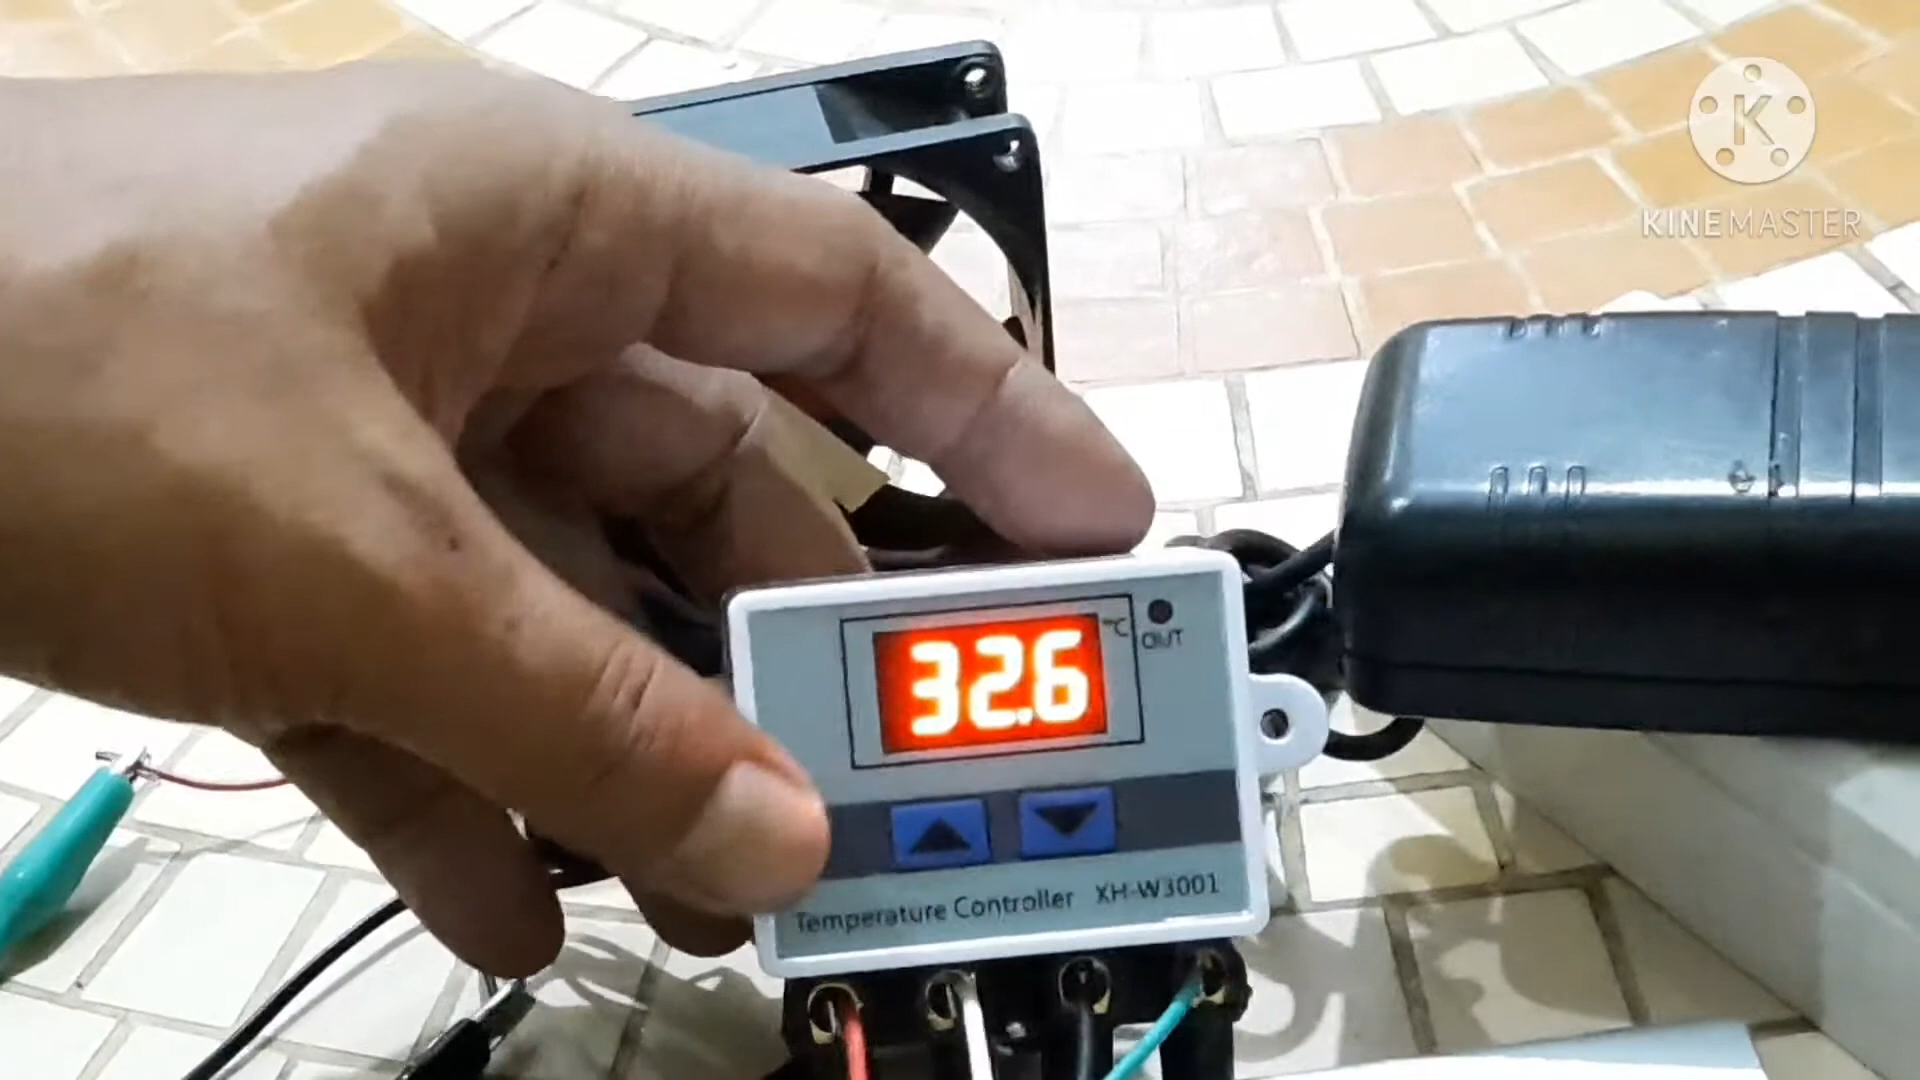 K
KINEMASTER
°C
OUT
32.6
Temperature Controller XH-W3001